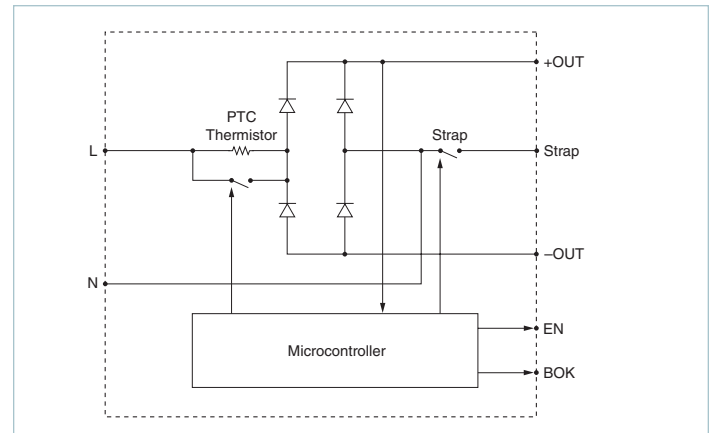 +OUT
PTC
Thermistor
Strap
L
Strap
–OUT
N
EN
Microcontroller
BOK